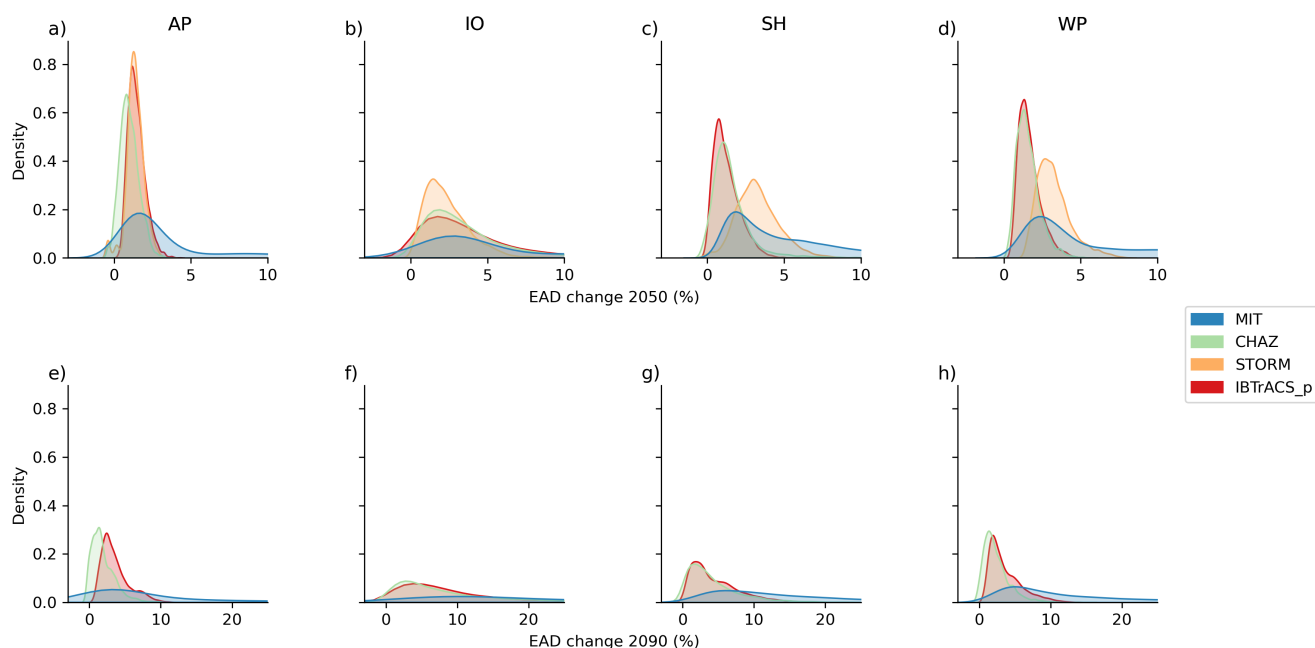 a) AP b) IO c) SH d) WP
Density
0.8
0.6
0.4
0.2
0.0
0 5 10 0 5 10 0 5 10 0 5 10
EAD change 2050 (%)
MIT
CHAZ
STORM
IBTrACS_p
e) f) g) h)
Density
0.8
0.6
0.4
0.2
0.0
0 10 20 0 10 20 0 10 20 0 10 20
EAD change 2090 (%)